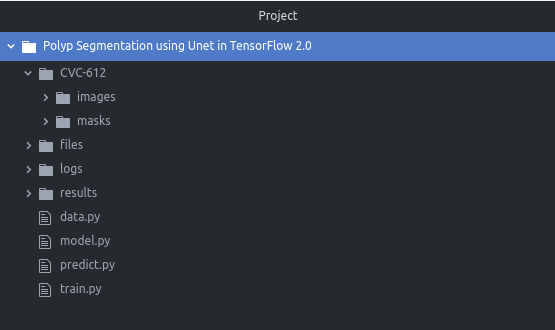 Project
Polyp Segmentation using Unet in TensorFlow 2.0
CVC-612
images
masks
files
logs
results
data.py
model.py
predict.py
train.py